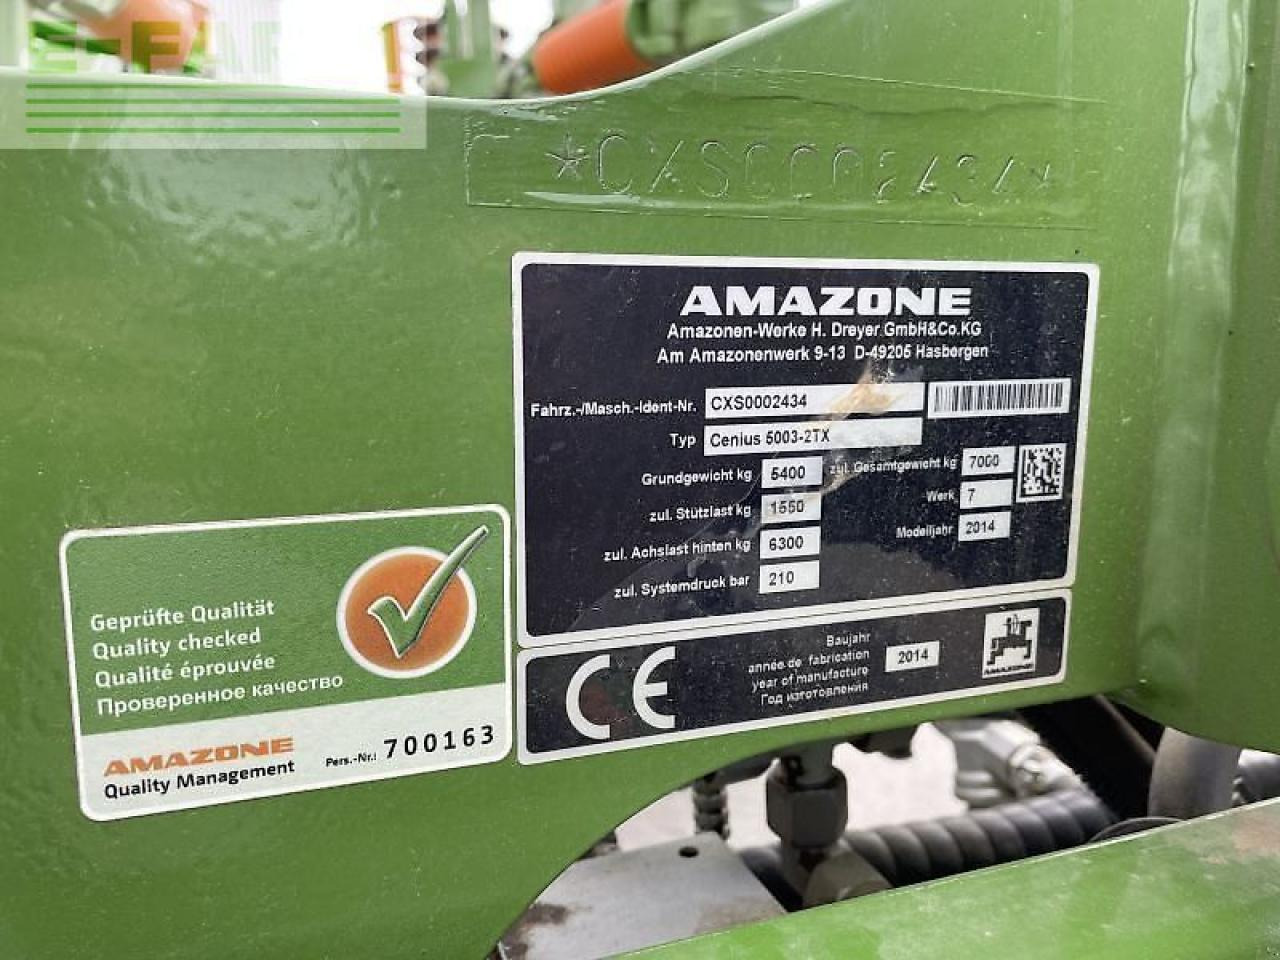 E-FARM
*CXS0002434*
AMAZONE
Amazonen-Werke H. Dreyer GmbH&Co.KG
Am Amazonenwerk 9-13 D-49205 Hasbergen
Fahrz.-/Masch.-Ident-Nr. CXS0002434
Typ Cenius 5003-2TX
Grundgewicht kg 5400 zul. Gesamtgewicht kg 7000
zul. Stützlast kg 1550 Werk 7
zul. Achslast hinten kg 6300 Modelljahr 2014
zul. Systemdruck bar 210
CE
Baujahr
année de fabrication
year of manufacture
Год изготовления
2014
AMAZONE
Geprüfte Qualität
Quality checked
Qualité éprouvée
Проверенное качество
AMAZONE
Quality Management
Pers.-Nr.: 700163